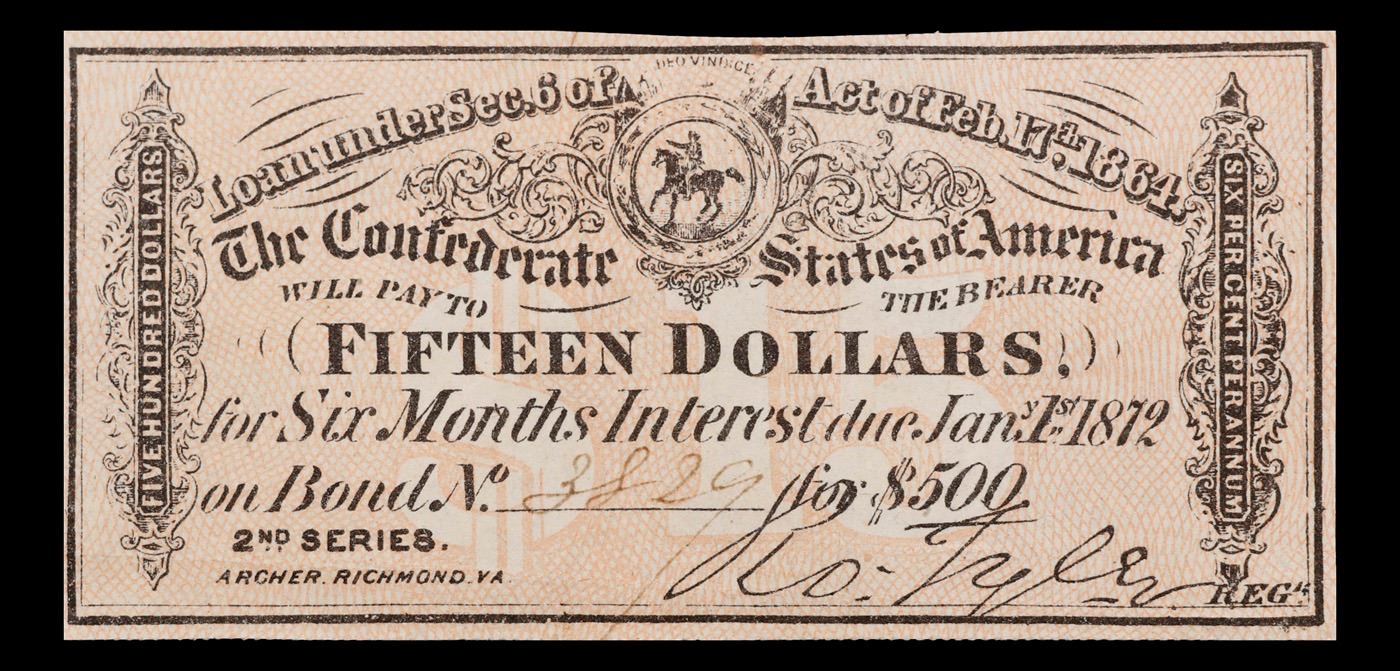 DEO VINDICE
Loan under Sec. 6 of Act of Feb. 17th 1864.
The Confederate States of America
WILL PAY TO THE BEARER
FIFTEEN DOLLARS,
for Six Months Interest due Jany. 1st 1872
on Bond No. 3829 for $500
2ND SERIES.
ARCHER. RICHMOND. VA.
Ro: Tyler REGR
FIVE HUNDRED DOLLARS
SIX PER CENT PER ANNUM
$15